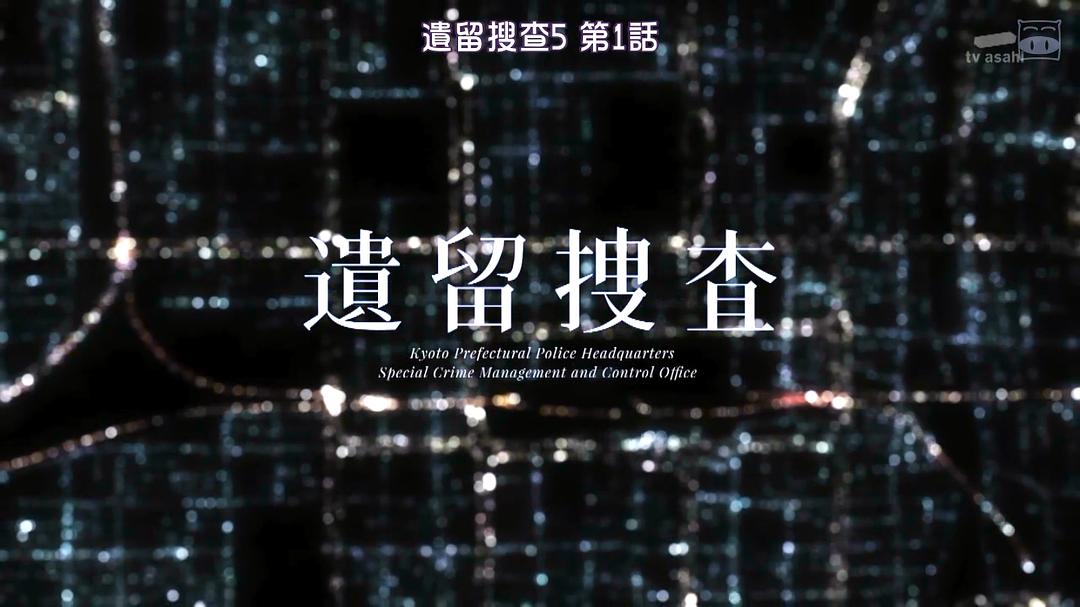 遺留捜查5 第1話
tv asahi
遺留捜査
Kyoto Prefectural Police Headquarters
Special Crime Management and Control Office